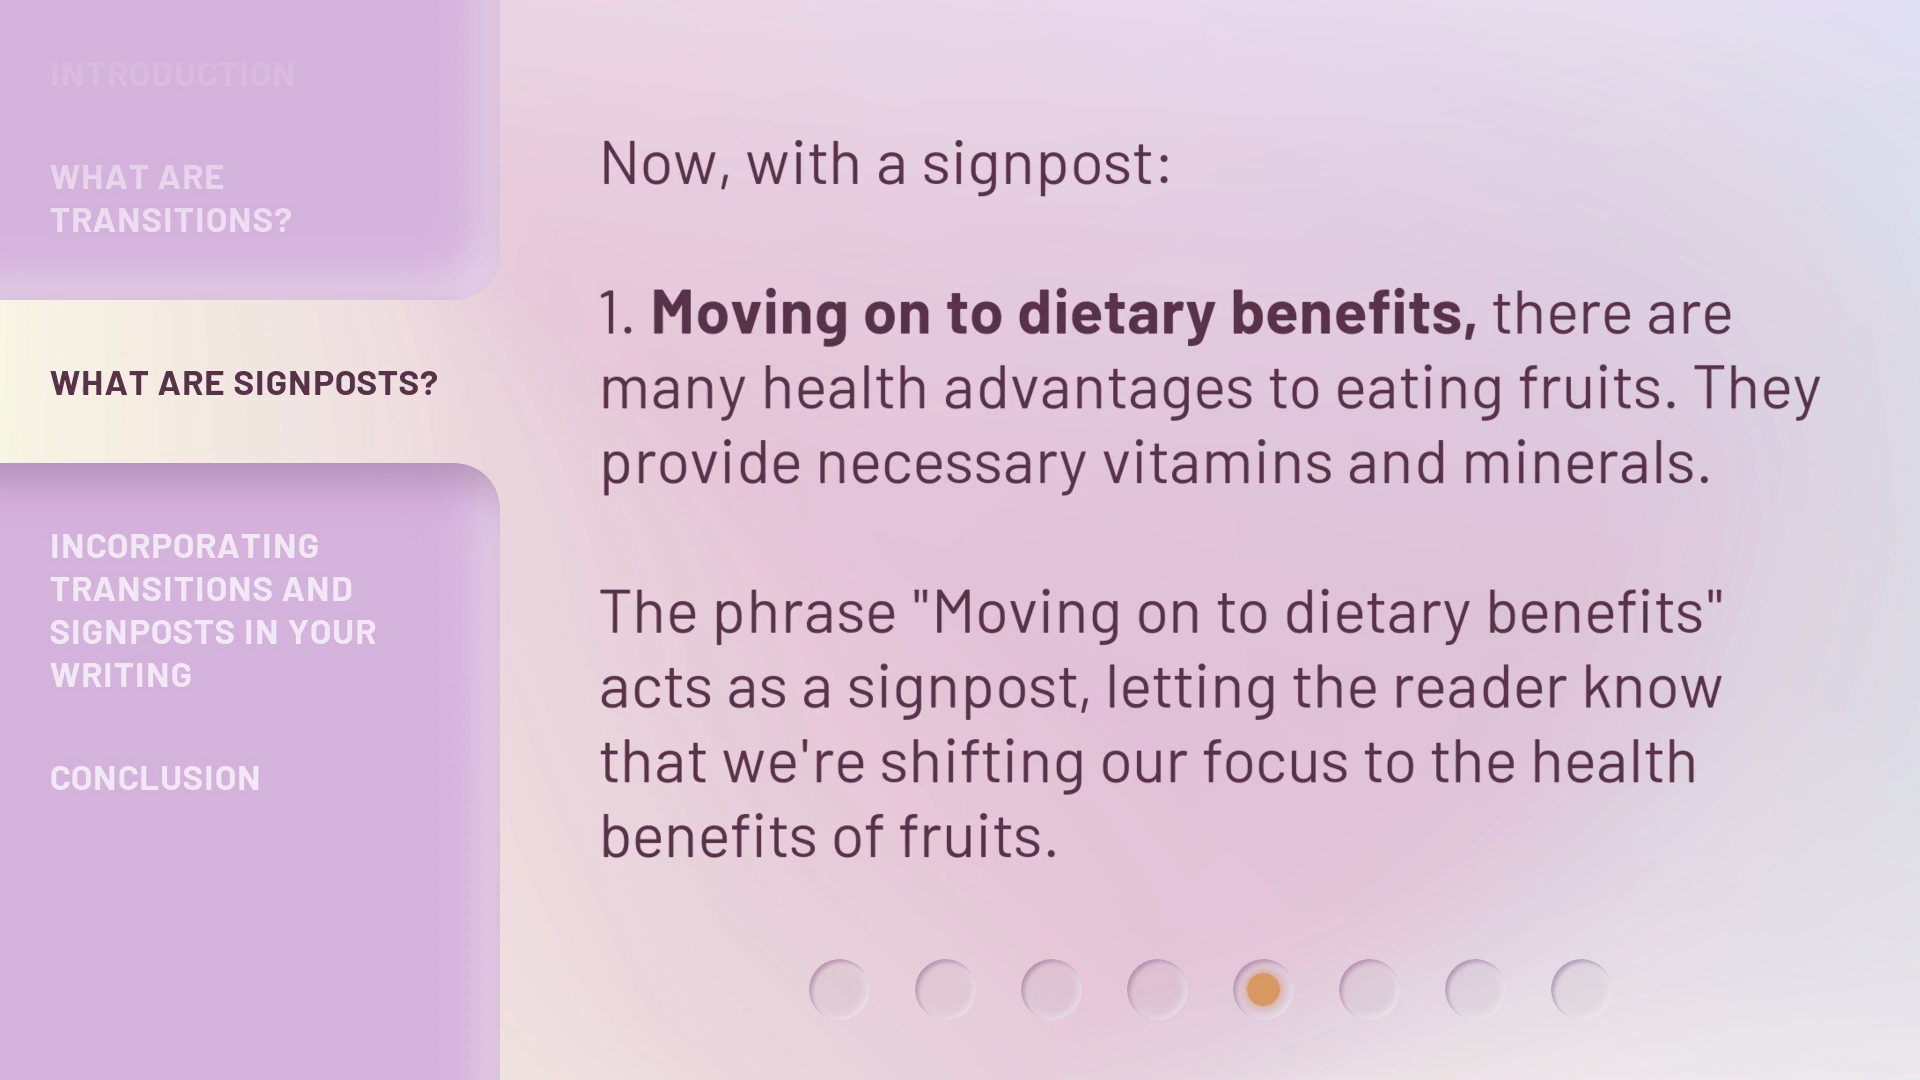 INTRODUCTION
WHAT ARE
TRANSITIONS?
WHAT ARE SIGNPOSTS?
INCORPORATING
TRANSITIONS AND
SIGNPOSTS IN YOUR
WRITING
CONCLUSION
Now, with a signpost:
1. Moving on to dietary benefits, there are
many health advantages to eating fruits. They
provide necessary vitamins and minerals.
The phrase "Moving on to dietary benefits"
acts as a signpost, letting the reader know
that we're shifting our focus to the health
benefits of fruits.